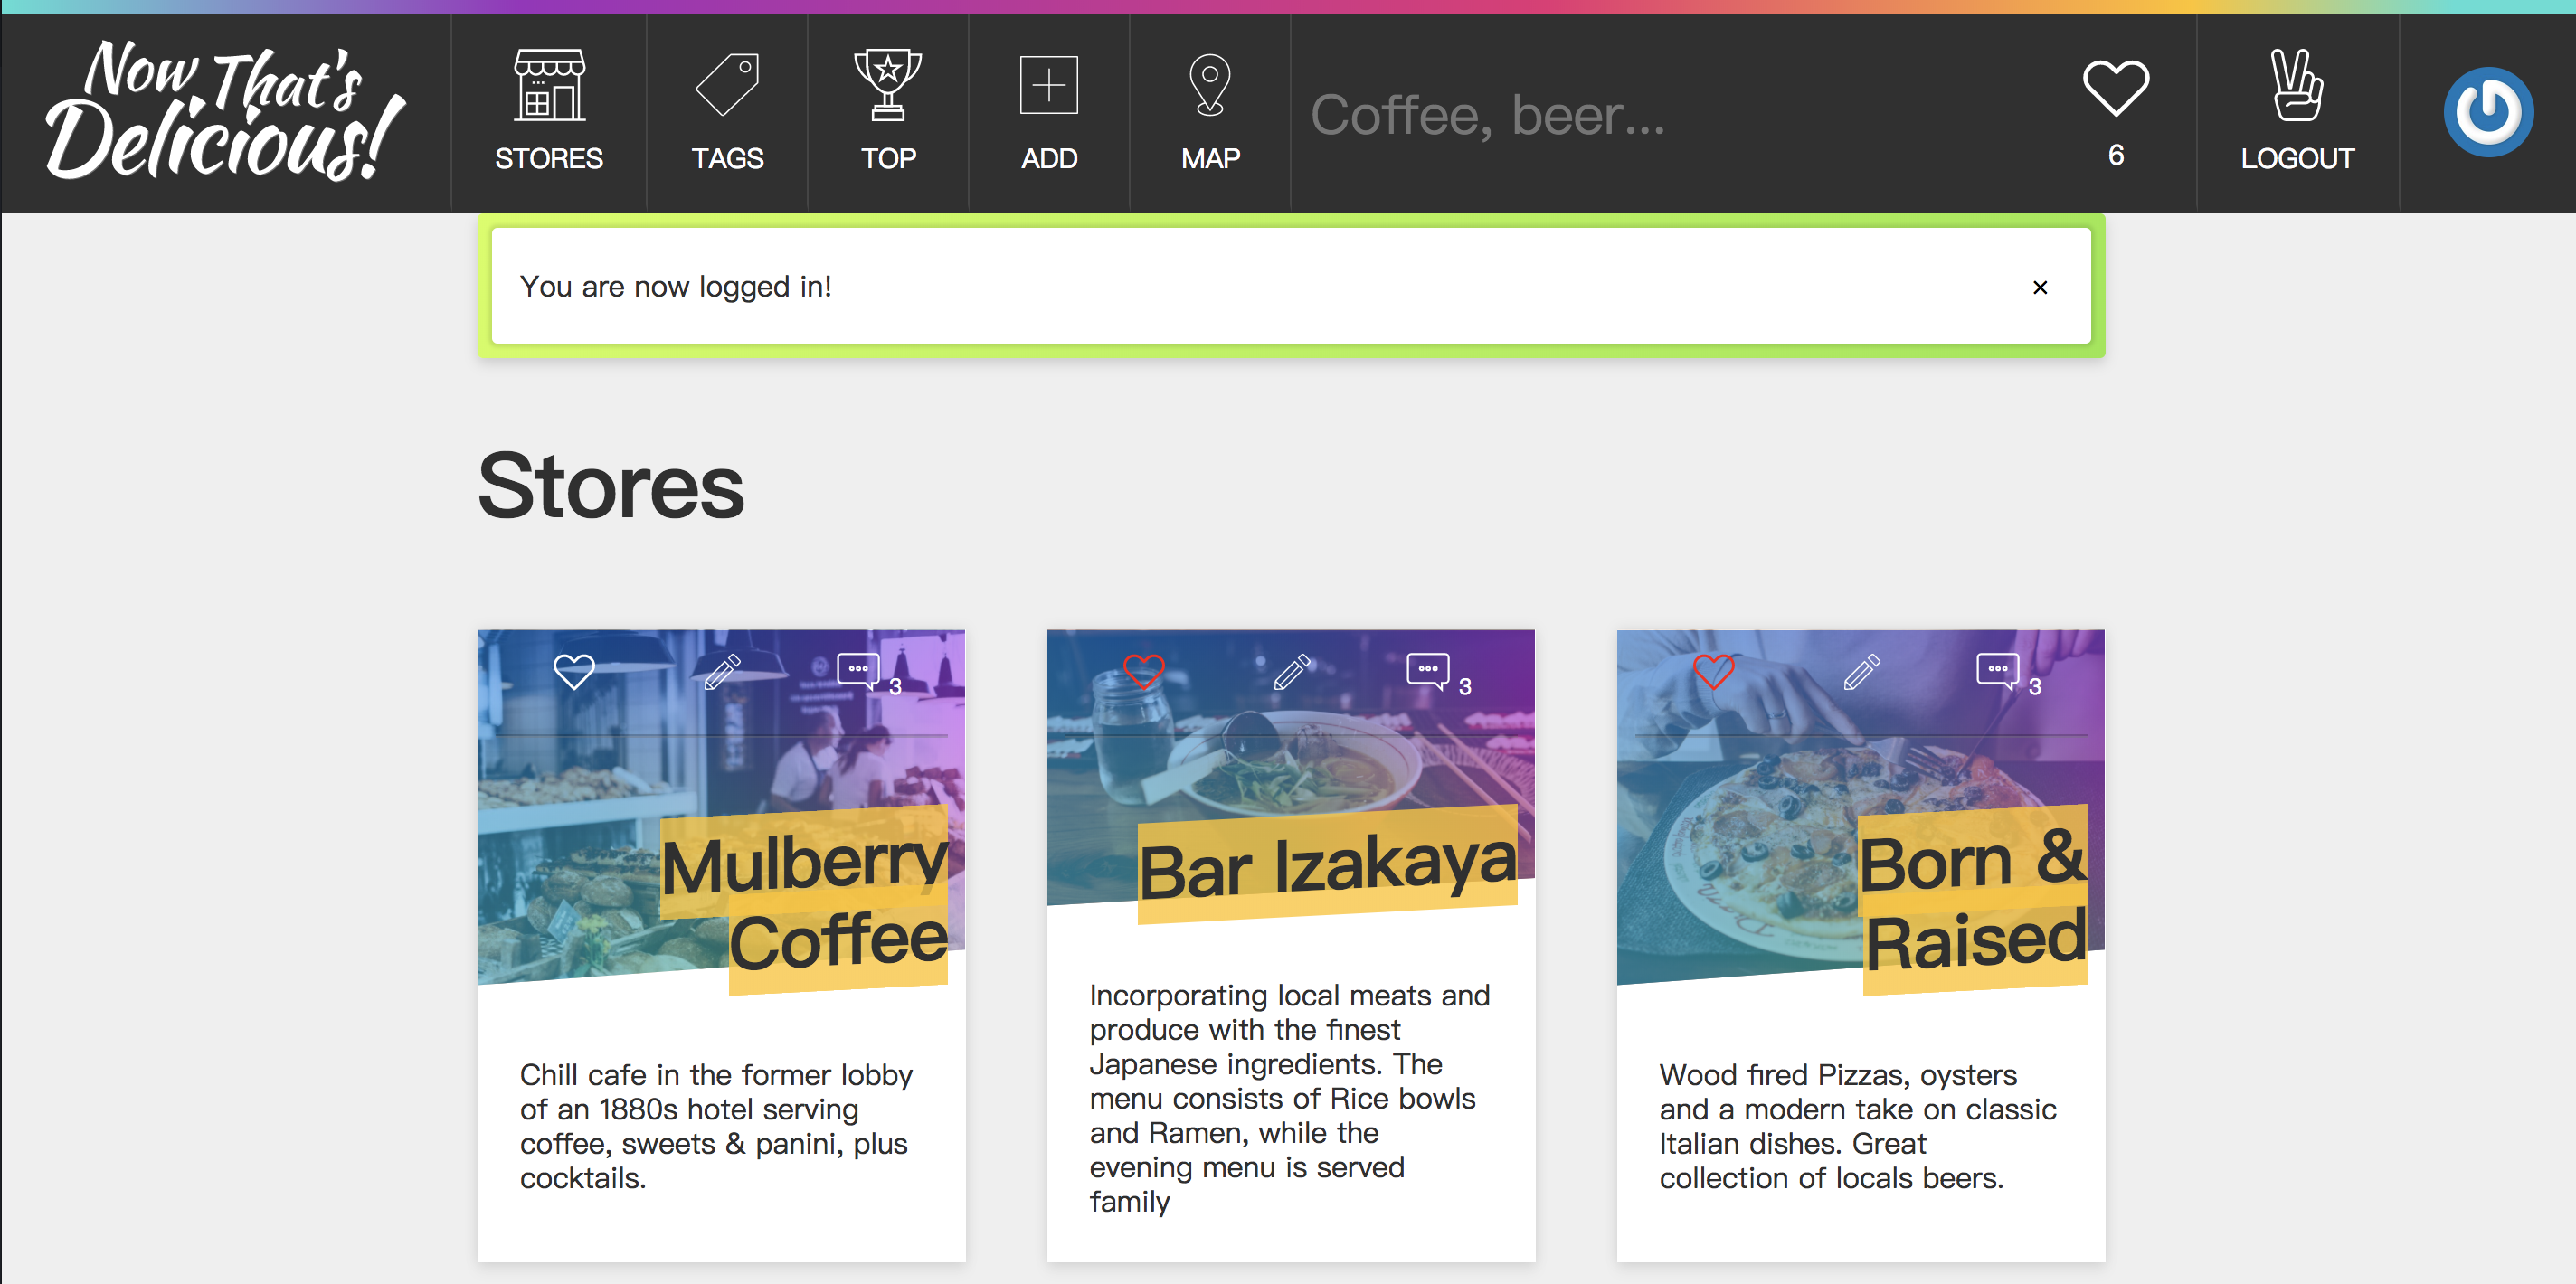 Now That's
Delicious!
STORES
TAGS
TOP
ADD
MAP
Coffee, beer...
6
LOGOUT
You are now logged in!
×
Stores
3
3
3
Mulberry
Coffee
Bar Izakaya
Born &
Raised
Chill cafe in the former lobby
of an 1880s hotel serving
coffee, sweets & panini, plus
cocktails.
Incorporating local meats and
produce with the finest
Japanese ingredients. The
menu consists of Rice bowls
and Ramen, while the
evening menu is served
family
Wood fired Pizzas, oysters
and a modern take on classic
Italian dishes. Great
collection of locals beers.